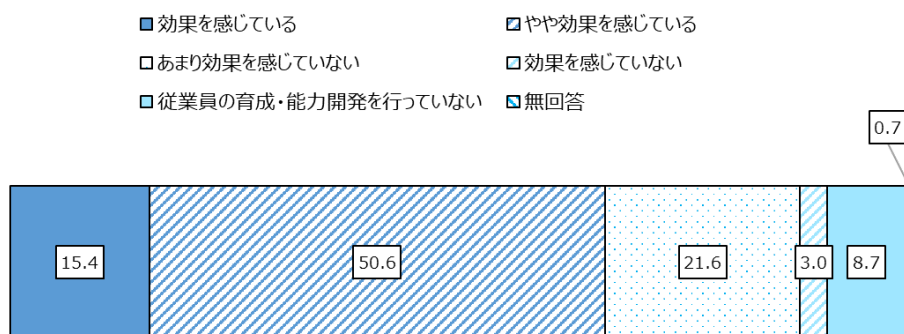 効果を感じている
やや効果を感じている
あまり効果を感じていない
効果を感じていない
従業員の育成・能力開発を行っていない
無回答
0.7
15.4
50.6
21.6
3.0
8.7